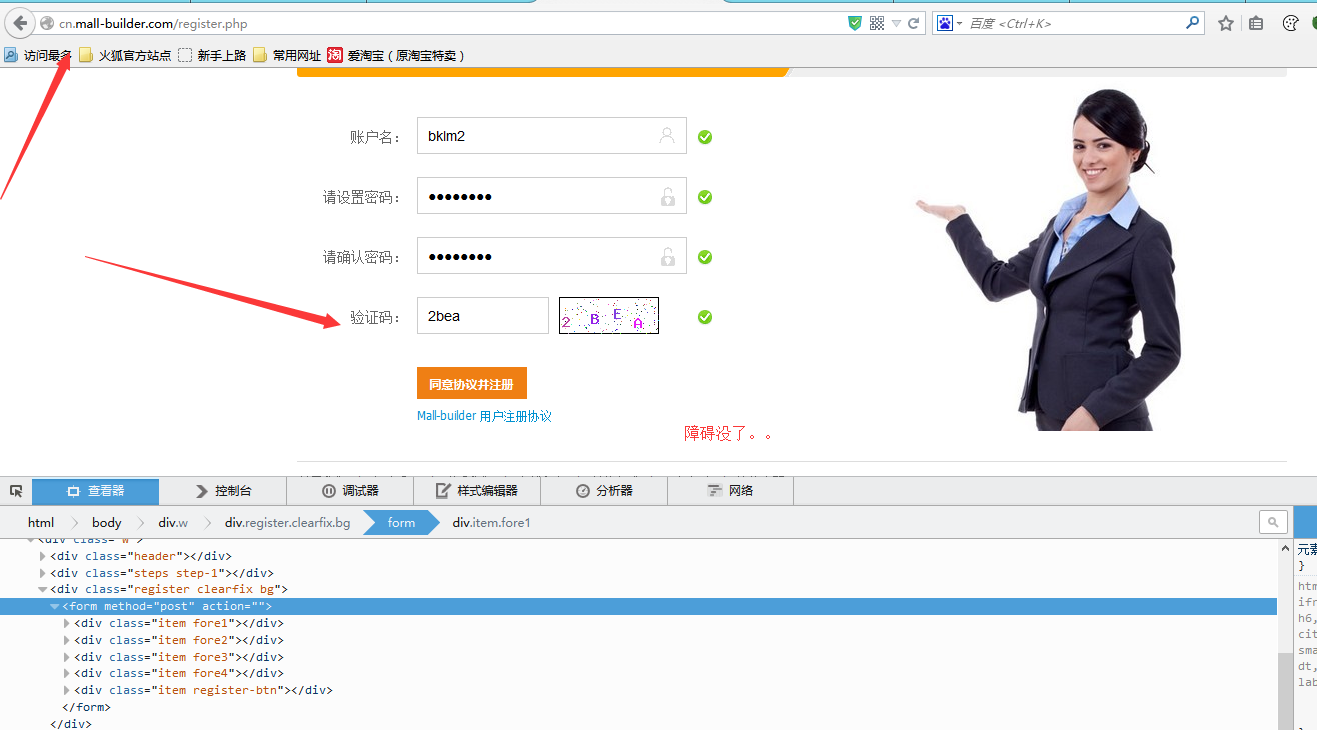 cn.mall-builder.com/register.php
百度 <Ctrl+K>
访问最多 火狐官方站点 新手上路 常用网址 淘 爱淘宝（原淘宝特卖）
账户名： bklm2
请设置密码： ●●●●●●●●
请确认密码： ●●●●●●●●
验证码： 2bea 2 B E A
同意协议并注册
Mall-builder 用户注册协议
障碍没了。。
查看器 控制台 调试器 样式编辑器 分析器 网络
html body div.w div.register.clearfix.bg form div.item.fore1
<div class="w">
<div class="header"></div>
<div class="steps step-1"></div>
<div class="register clearfix bg">
<form method="post" action="">
<div class="item fore1"></div>
<div class="item fore2"></div>
<div class="item fore3"></div>
<div class="item fore4"></div>
<div class="item register-btn"></div>
</form>
</div>
元素
}
htm
ifr
h6,
cit
sma
dt,
lab